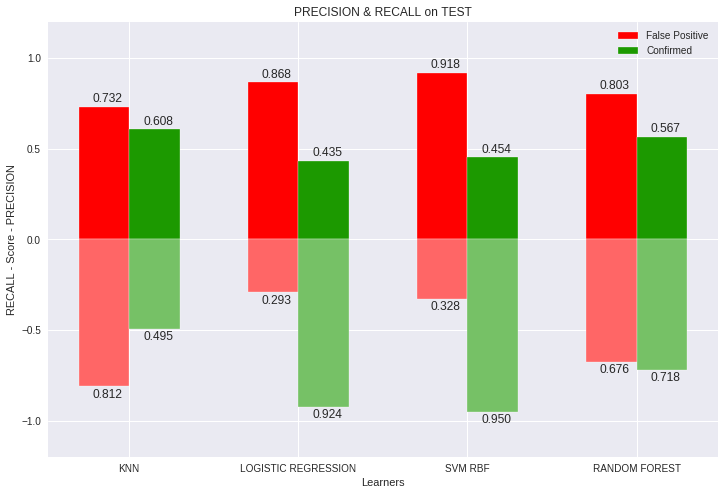 PRECISION & RECALL on TEST
False Positive
Confirmed
1.0
0.5
0.0
−0.5
−1.0
RECALL - Score - PRECISION
0.732
0.608
0.868
0.435
0.918
0.454
0.803
0.567
0.812
0.495
0.293
0.924
0.328
0.950
0.676
0.718
KNN
LOGISTIC REGRESSION
SVM RBF
RANDOM FOREST
Learners